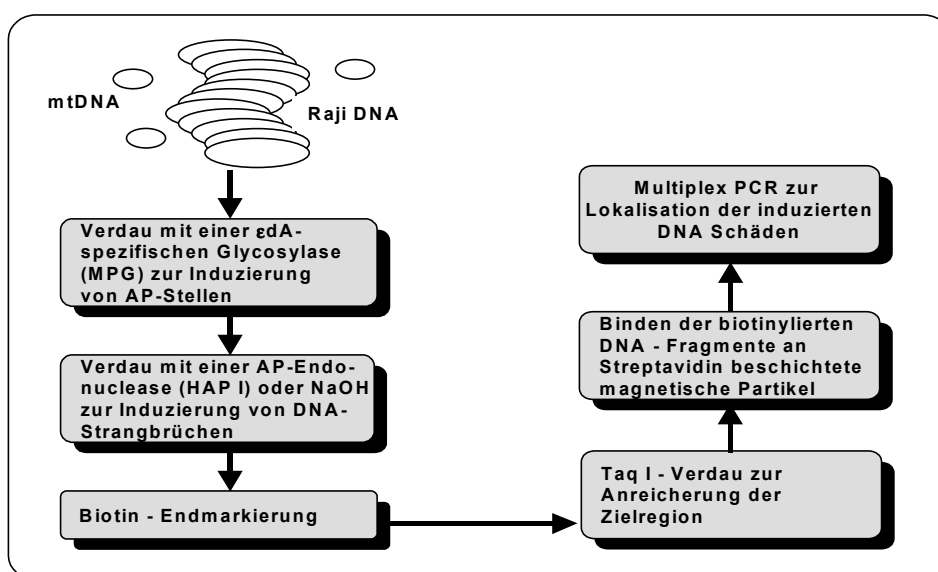 mtDNA
Raji DNA
Verdau mit einer εdA-
spezifischen Glycosylase
(MPG) zur Induzierung
von AP-Stellen
Verdau mit einer AP-Endo-
nuclease (HAP I) oder NaOH
zur Induzierung von DNA-
Strangbrüchen
Biotin - Endmarkierung
Taq I - Verdau zur
Anreicherung der
Zielregion
Binden der biotinylierten
DNA - Fragmente an
Streptavidin beschichtete
magnetische Partikel
Multiplex PCR zur
Lokalisation der induzierten
DNA Schäden